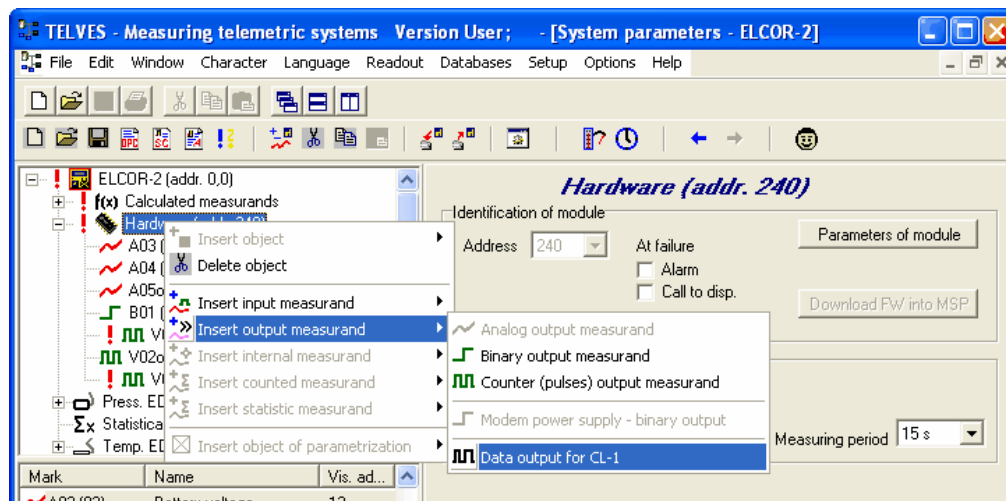 TELVES - Measuring telemetric systems Version User; - [System parameters - ELCOR-2]
File Edit Window Character Language Readout Databases Setup Options Help
ELCOR-2 (addr. 0,0)
f(x) Calculated measurands
Hardware (addr. 240)
Hardware (addr. 240)
Identification of module
Address 240
At failure
Alarm
Call to disp.
Parameters of module
Download FW into MSP
A03 (
A04 (
A05o
B01 (
V02o
Press. ED
Statistica
Temp. ED
Insert object
Delete object
Insert input measurand
Insert output measurand
Insert internal measurand
Insert counted measurand
Insert statistic measurand
Insert object of parametrization
Analog output measurand
Binary output measurand
Counter (pulses) output measurand
Modem power supply - binary output
Data output for CL-1
Measuring period 15 s
Mark Name Vis. ad...